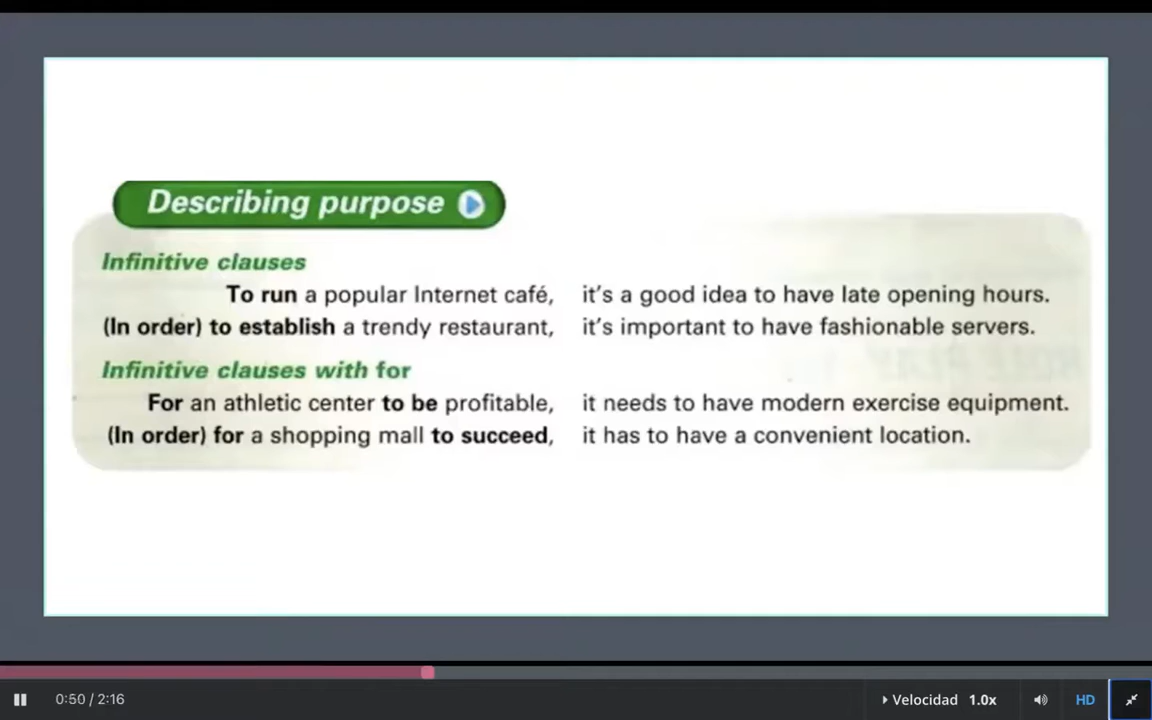 Describing purpose
Infinitive clauses
To run a popular Internet café, it's a good idea to have late opening hours.
(In order) to establish a trendy restaurant, it's important to have fashionable servers.
Infinitive clauses with for
For an athletic center to be profitable, it needs to have modern exercise equipment.
(In order) for a shopping mall to succeed, it has to have a convenient location.
0:50 / 2:16
Velocidad 1.0x
HD